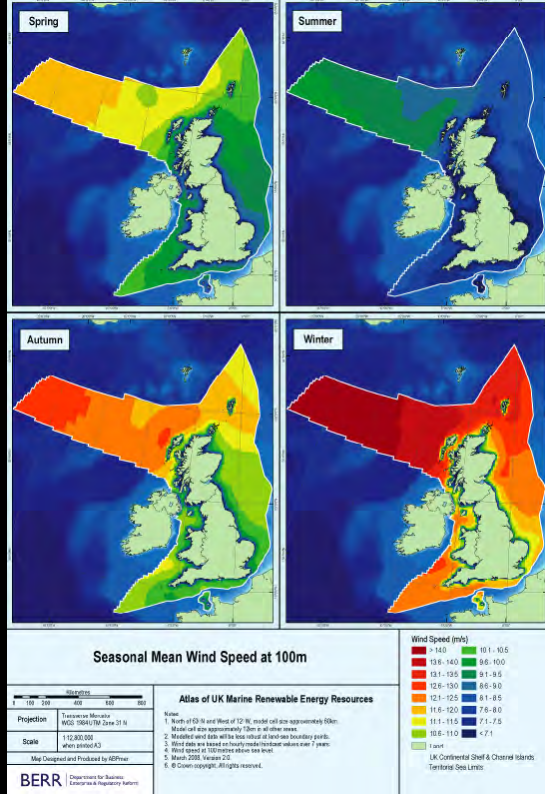 Spring
Summer
Autumn
Winter
Seasonal Mean Wind Speed at 100m
Kilometres
0 100 200 400 600 800
Projection
Transverse Mercator
WGS 1984 UTM Zone 31 N
Scale
1:12,800,000
when printed A3
Map Designed and Produced by ABPmer
BERR
Department for Business
Enterprise & Regulatory Reform
Atlas of UK Marine Renewable Energy Resources
Notes:
1. North of 63 N and West of 12 W, model cell size approximately 60km.
Model cell size approximately 12km in all other areas.
2. Modelled wind data will be less robust at land-sea boundary points.
3. Wind data are based on hourly model hindcast values over 7 years.
4. Wind speed at 100 metres above sea level.
5. March 2008, Version 2.0.
6. © Crown copyright, All rights reserved.
Wind Speed (m/s)
> 14.0
13.6 - 14.0
13.1 - 13.5
12.6 - 13.0
12.1 - 12.5
11.6 - 12.0
11.1 - 11.5
10.6 - 11.0
10.1 - 10.5
9.6 - 10.0
9.1 - 9.5
8.6 - 9.0
8.1 - 8.5
7.6 - 8.0
7.1 - 7.5
< 7.1
Land
UK Continental Shelf & Channel Islands
Territorial Sea Limits